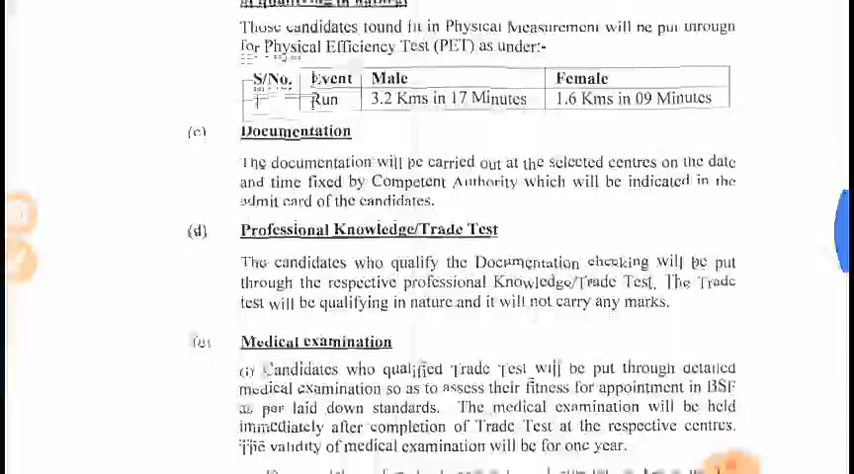 Those candidates found fit in Physical Measurement will be put through
for Physical Efficiency Test (PET) as under:-
S/No. Event Male Female
Run 3.2 Kms in 17 Minutes 1.6 Kms in 09 Minutes
(c) Documentation
The documentation will be carried out at the selected centres on the date
and time fixed by Competent Authority which will be indicated in the
admit card of the candidates.
(d) Professional Knowledge/Trade Test
The candidates who qualify the Documentation checking will be put
through the respective professional Knowledge/Trade Test. The Trade
test will be qualifying in nature and it will not carry any marks.
(e) Medical examination
(i) Candidates who qualified Trade Test will be put through detailed
medical examination so as to assess their fitness for appointment in BSF
as per laid down standards. The medical examination will be held
immediately after completion of Trade Test at the respective centres.
The validity of medical examination will be for one year.